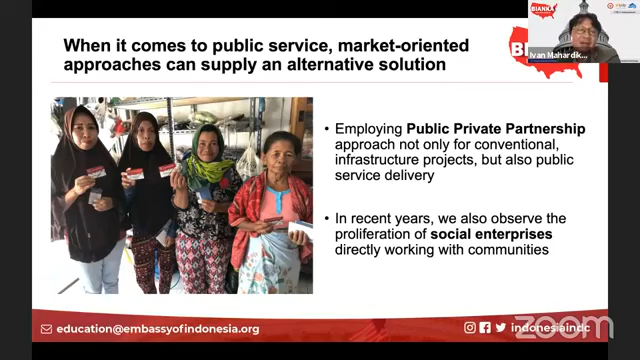 When it comes to public service, market-oriented
approaches can supply an alternative solution
BIANKA
Ivan Mahardik...
• Employing Public Private Partnership
approach not only for conventional,
infrastructure projects, but also public
service delivery
• In recent years, we also observe the
proliferation of social enterprises
directly working with communities
education@embassyofindonesia.org
indonesiaindc
zoom